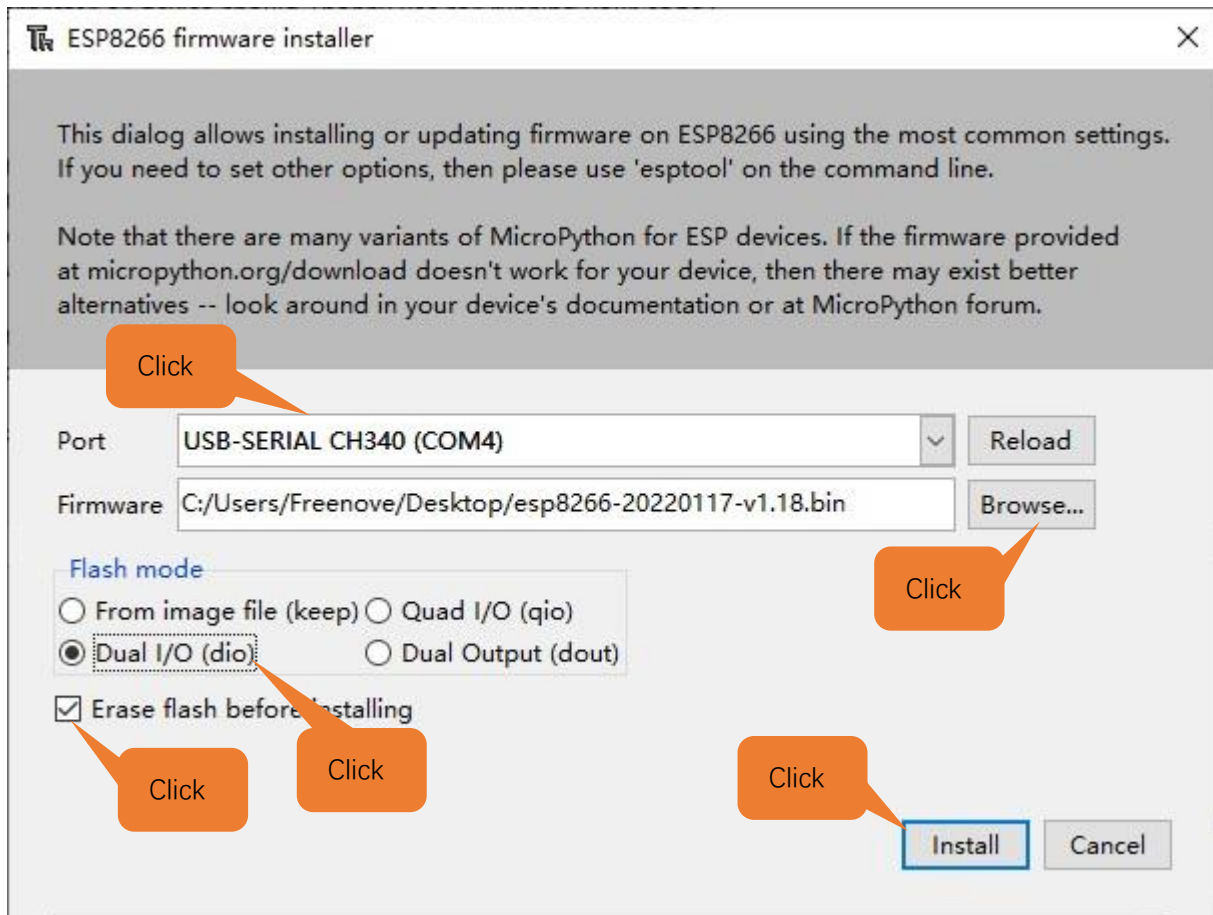 ESP8266 firmware installer
This dialog allows installing or updating firmware on ESP8266 using the most common settings.
If you need to set other options, then please use 'esptool' on the command line.
Note that there are many variants of MicroPython for ESP devices. If the firmware provided
at micropython.org/download doesn't work for your device, then there may exist better
alternatives -- look around in your device's documentation or at MicroPython forum.
Click
Port USB-SERIAL CH340 (COM4) Reload
Firmware C:/Users/Freenove/Desktop/esp8266-20220117-v1.18.bin Browse...
Flash mode
Click
From image file (keep) Quad I/O (qio)
Dual I/O (dio) Dual Output (dout)
Erase flash before installing
Click
Click
Click
Install Cancel